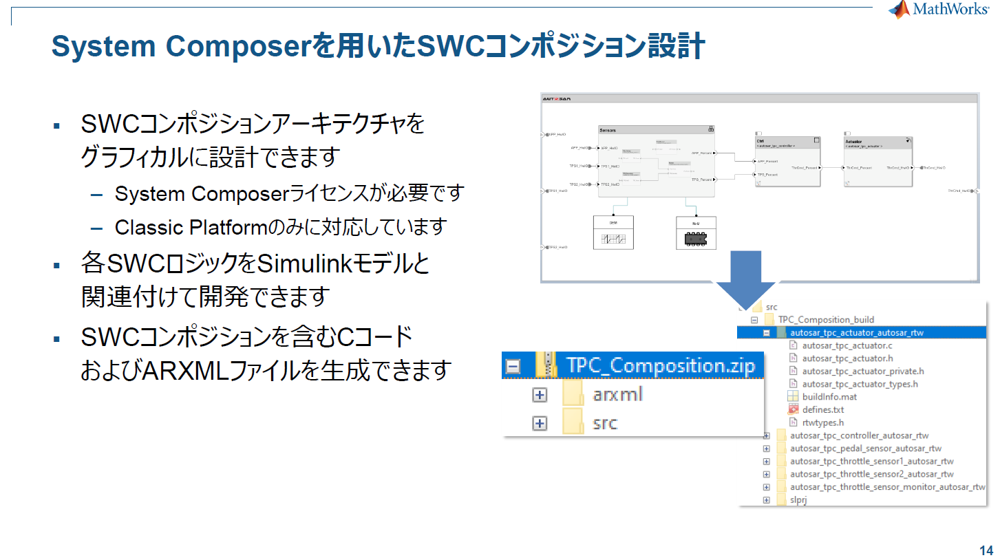 MathWorks
System Composerを用いたSWCコンポジション設計
▪ SWCコンポジションアーキテクチャを
グラフィカルに設計できます
– System Composerライセンスが必要です
– Classic Platformのみに対応しています
▪ 各SWCロジックをSimulinkモデルと
関連付けて開発できます
▪ SWCコンポジションを含むCコード
およびARXMLファイルを生成できます
AUTOSAR
APP_HwIO
Sensors
APP_HwIO
APP_HwIO
APP_Percent
TPS1_HwIO
TPS1_HwIO
TPS2_HwIO
TPS2_HwIO
TPS_Percent
TPS1_HwIO
TPS2_HwIO
Ctrl
< autosar_tpc_controller >
APP_Percent
ThrCmd_Percent
TPS_Percent
Actuator
< autosar_tpc_actuator >
ThrCmd_Percent
ThrCmd_HwIO
ThrCmd_HwIO
ThrCmd_HwIO
DEM
NvM
TPC_Composition.zip
arxml
src
src
TPC_Composition_build
autosar_tpc_actuator_autosar_rtw
autosar_tpc_actuator.c
autosar_tpc_actuator.h
autosar_tpc_actuator_private.h
autosar_tpc_actuator_types.h
buildInfo.mat
defines.txt
rtwtypes.h
autosar_tpc_controller_autosar_rtw
autosar_tpc_pedal_sensor_autosar_rtw
autosar_tpc_throttle_sensor1_autosar_rtw
autosar_tpc_throttle_sensor2_autosar_rtw
autosar_tpc_throttle_sensor_monitor_autosar_rtw
slprj
14